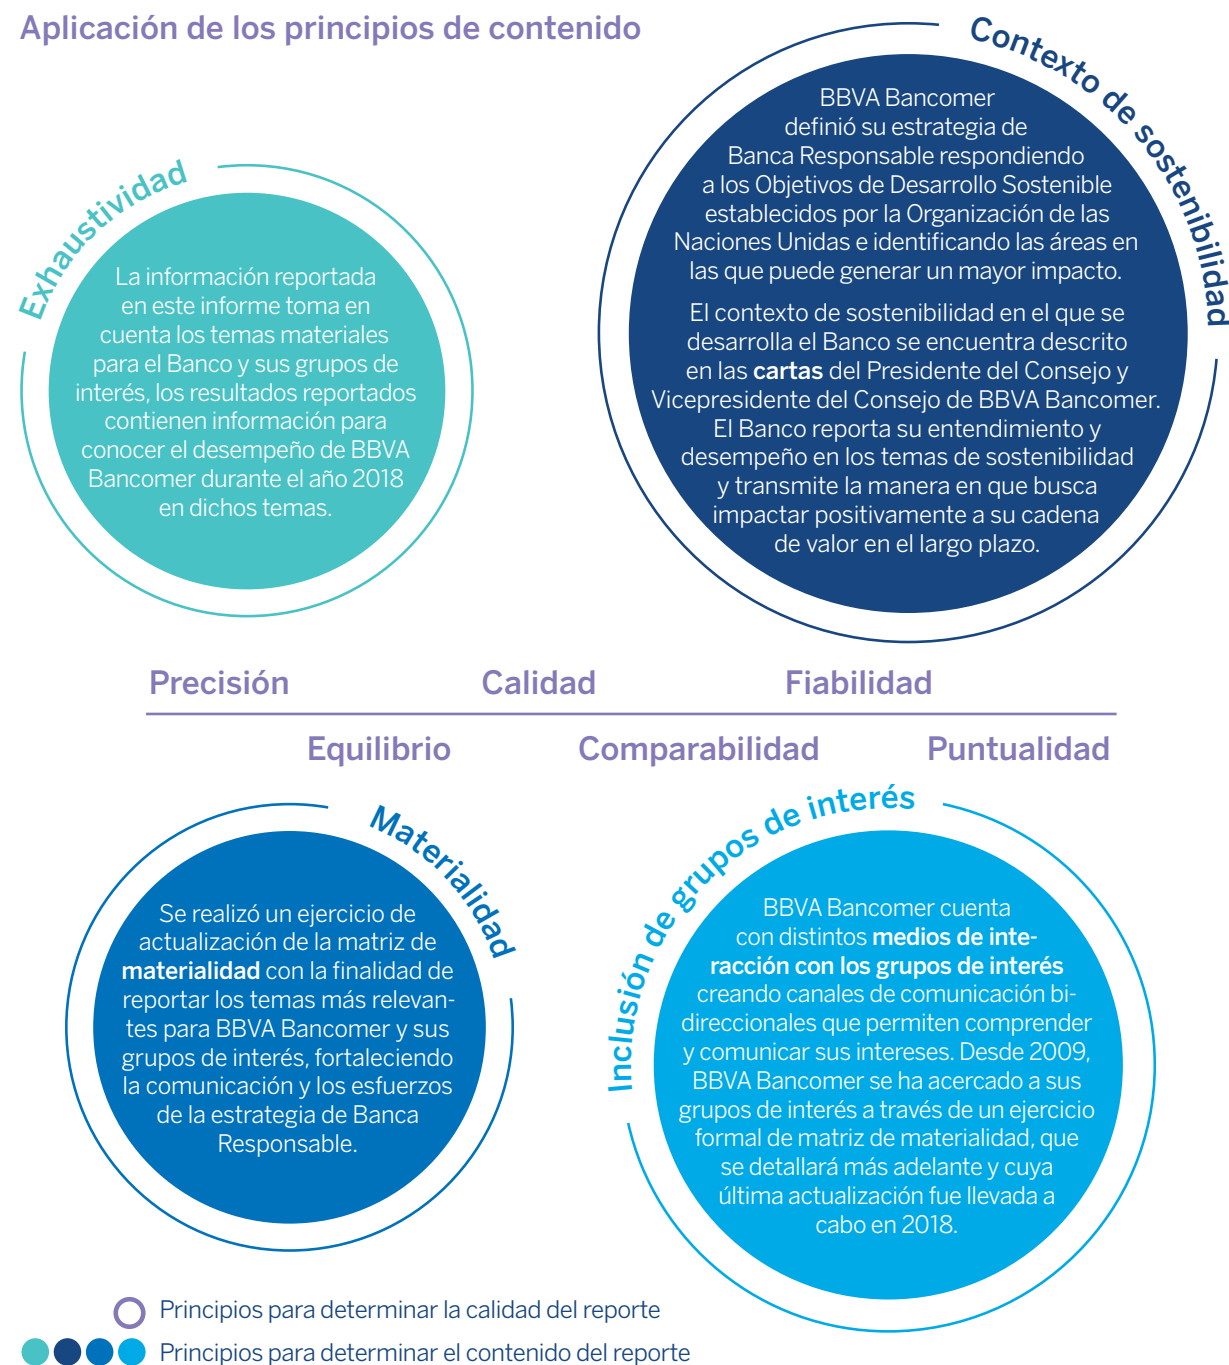 Aplicación de los principios de contenido
Exhaustividad
La información reportada
en este informe toma en
cuenta los temas materiales
para el Banco y sus grupos de
interés, los resultados reportados
contienen información para
conocer el desempeño de BBVA
Bancomer durante el año 2018
en dichos temas.
Contexto de sostenibilidad
BBVA Bancomer
definió su estrategia de
Banca Responsable respondiendo
a los Objetivos de Desarrollo Sostenible
establecidos por la Organización de las
Naciones Unidas e identificando las áreas en
las que puede generar un mayor impacto.
El contexto de sostenibilidad en el que se
desarrolla el Banco se encuentra descrito
en las cartas del Presidente del Consejo y
Vicepresidente del Consejo de BBVA Bancomer.
El Banco reporta su entendimiento y
desempeño en los temas de sostenibilidad
y transmite la manera en que busca
impactar positivamente a su cadena
de valor en el largo plazo.
Precisión
Calidad
Fiabilidad
Equilibrio
Comparabilidad
Puntualidad
Materialidad
Se realizó un ejercicio de
actualización de la matriz de
materialidad con la finalidad de
reportar los temas más relevan-
tes para BBVA Bancomer y sus
grupos de interés, fortaleciendo
la comunicación y los esfuerzos
de la estrategia de Banca
Responsable.
Inclusión de grupos de interés
BBVA Bancomer cuenta
con distintos medios de inte-
racción con los grupos de interés
creando canales de comunicación bi-
direccionales que permiten comprender
y comunicar sus intereses. Desde 2009,
BBVA Bancomer se ha acercado a sus
grupos de interés a través de un ejercicio
formal de matriz de materialidad, que
se detallará más adelante y cuya
última actualización fue llevada a
cabo en 2018.
Principios para determinar la calidad del reporte
Principios para determinar el contenido del reporte